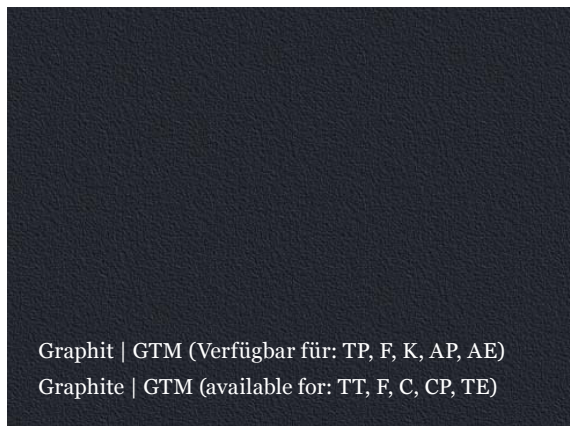 Graphit | GTM (Verfügbar für: TP, F, K, AP, AE)
Graphite | GTM (available for: TT, F, C, CP, TE)